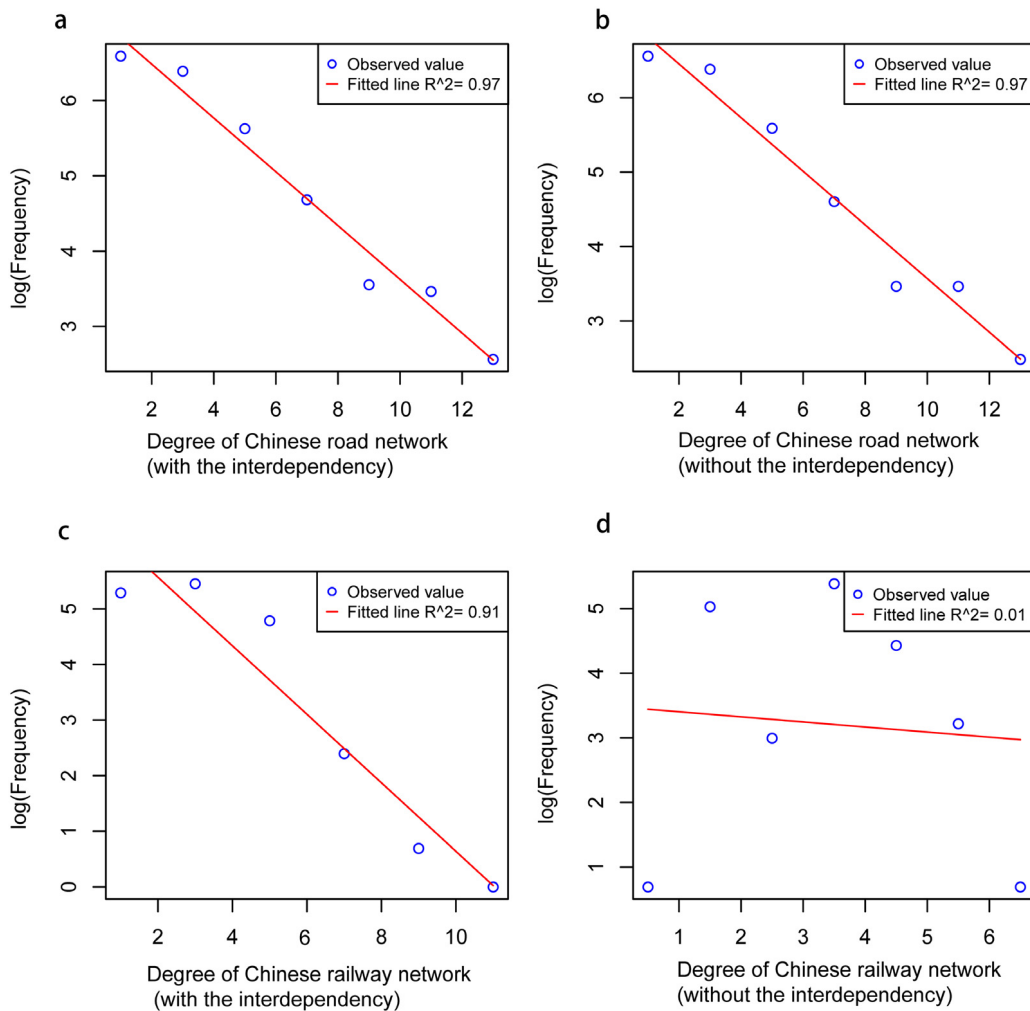 a
Observed value
Fitted line R^2= 0.97
log(Frequency)
6
5
4
3
2 4 6 8 10 12
Degree of Chinese road network
(with the interdependency)
b
Observed value
Fitted line R^2= 0.97
log(Frequency)
6
5
4
3
2 4 6 8 10 12
Degree of Chinese road network
(without the interdependency)
c
Observed value
Fitted line R^2= 0.91
log(Frequency)
5
4
3
2
1
0
2 4 6 8 10
Degree of Chinese railway network
(with the interdependency)
d
Observed value
Fitted line R^2= 0.01
log(Frequency)
5
4
3
2
1
1 2 3 4 5 6
Degree of Chinese railway network
(without the interdependency)